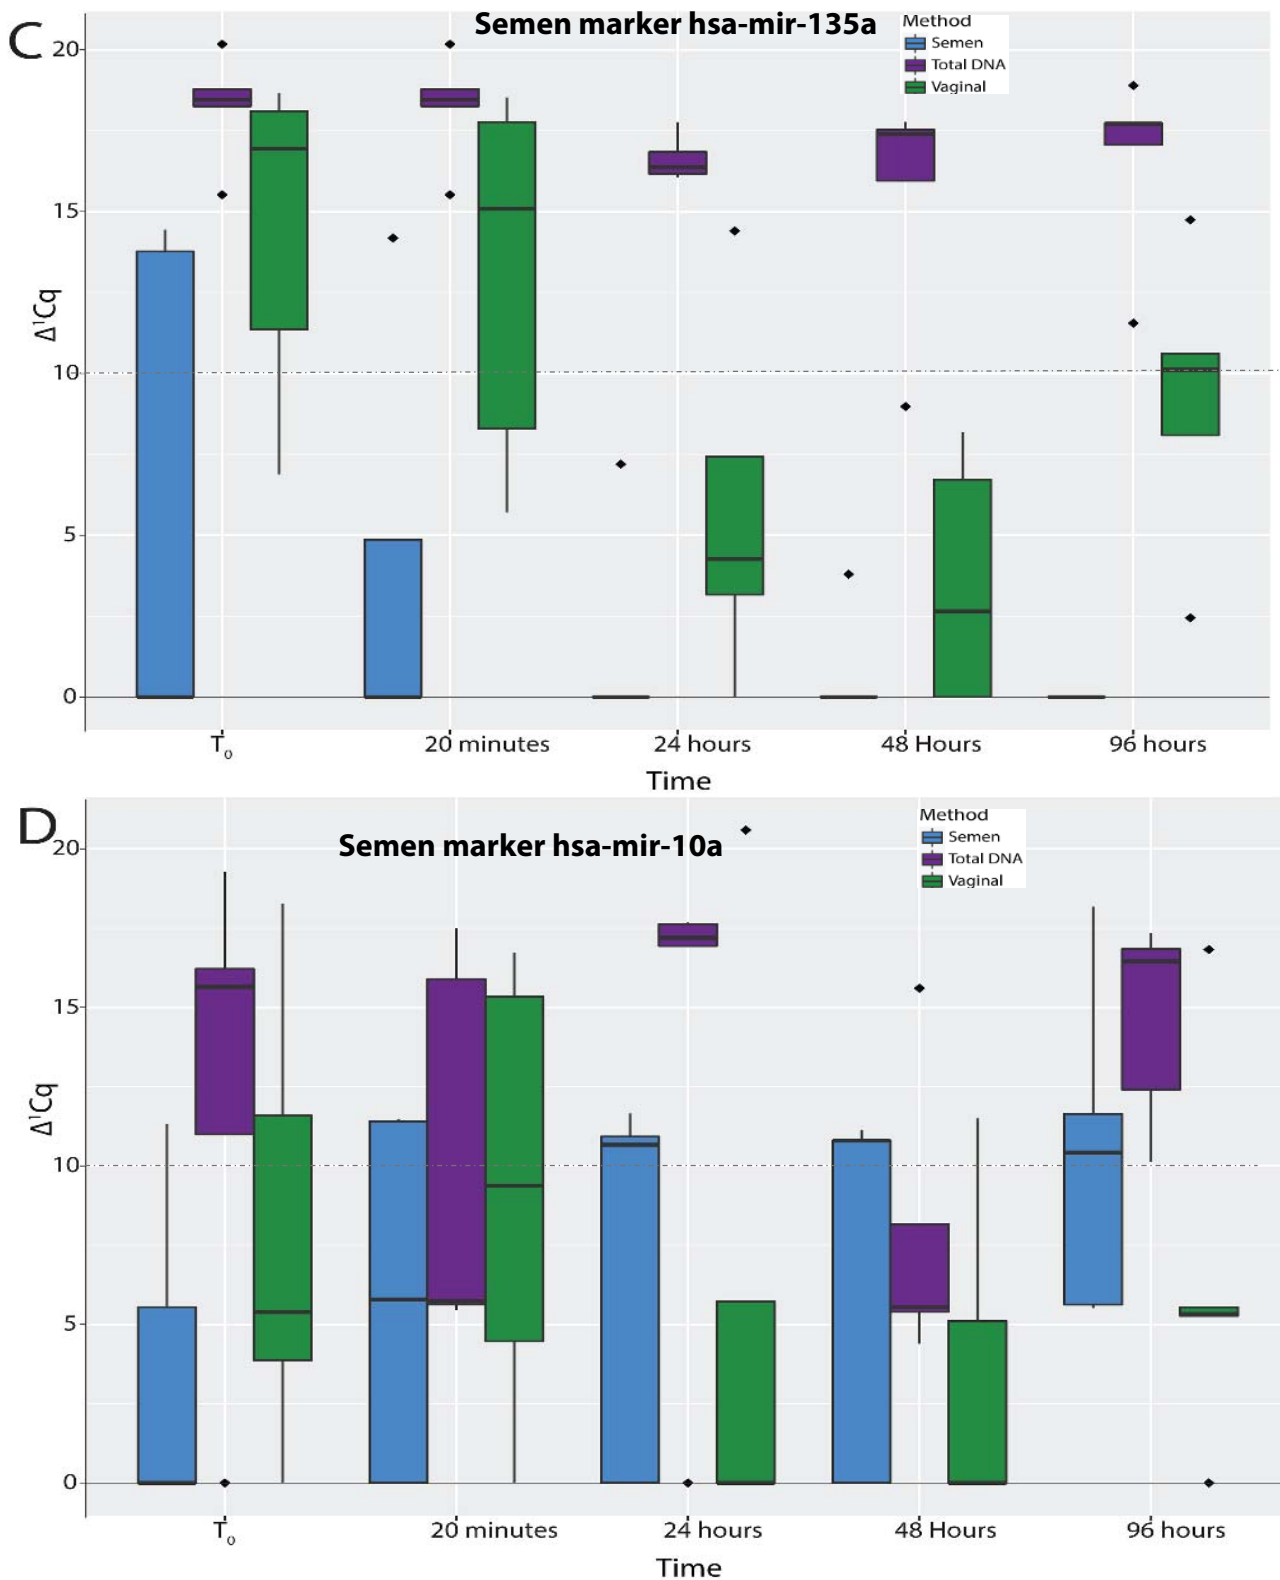 C
Semen marker hsa-mir-135a
Method
Semen
Total DNA
Vaginal
20
15
10
5
0
Δ¹Cq
T₀
20 minutes
24 hours
48 Hours
96 hours
Time
D
Semen marker hsa-mir-10a
Method
Semen
Total DNA
Vaginal
20
15
10
5
0
Δ¹Cq
T₀
20 minutes
24 hours
48 Hours
96 hours
Time